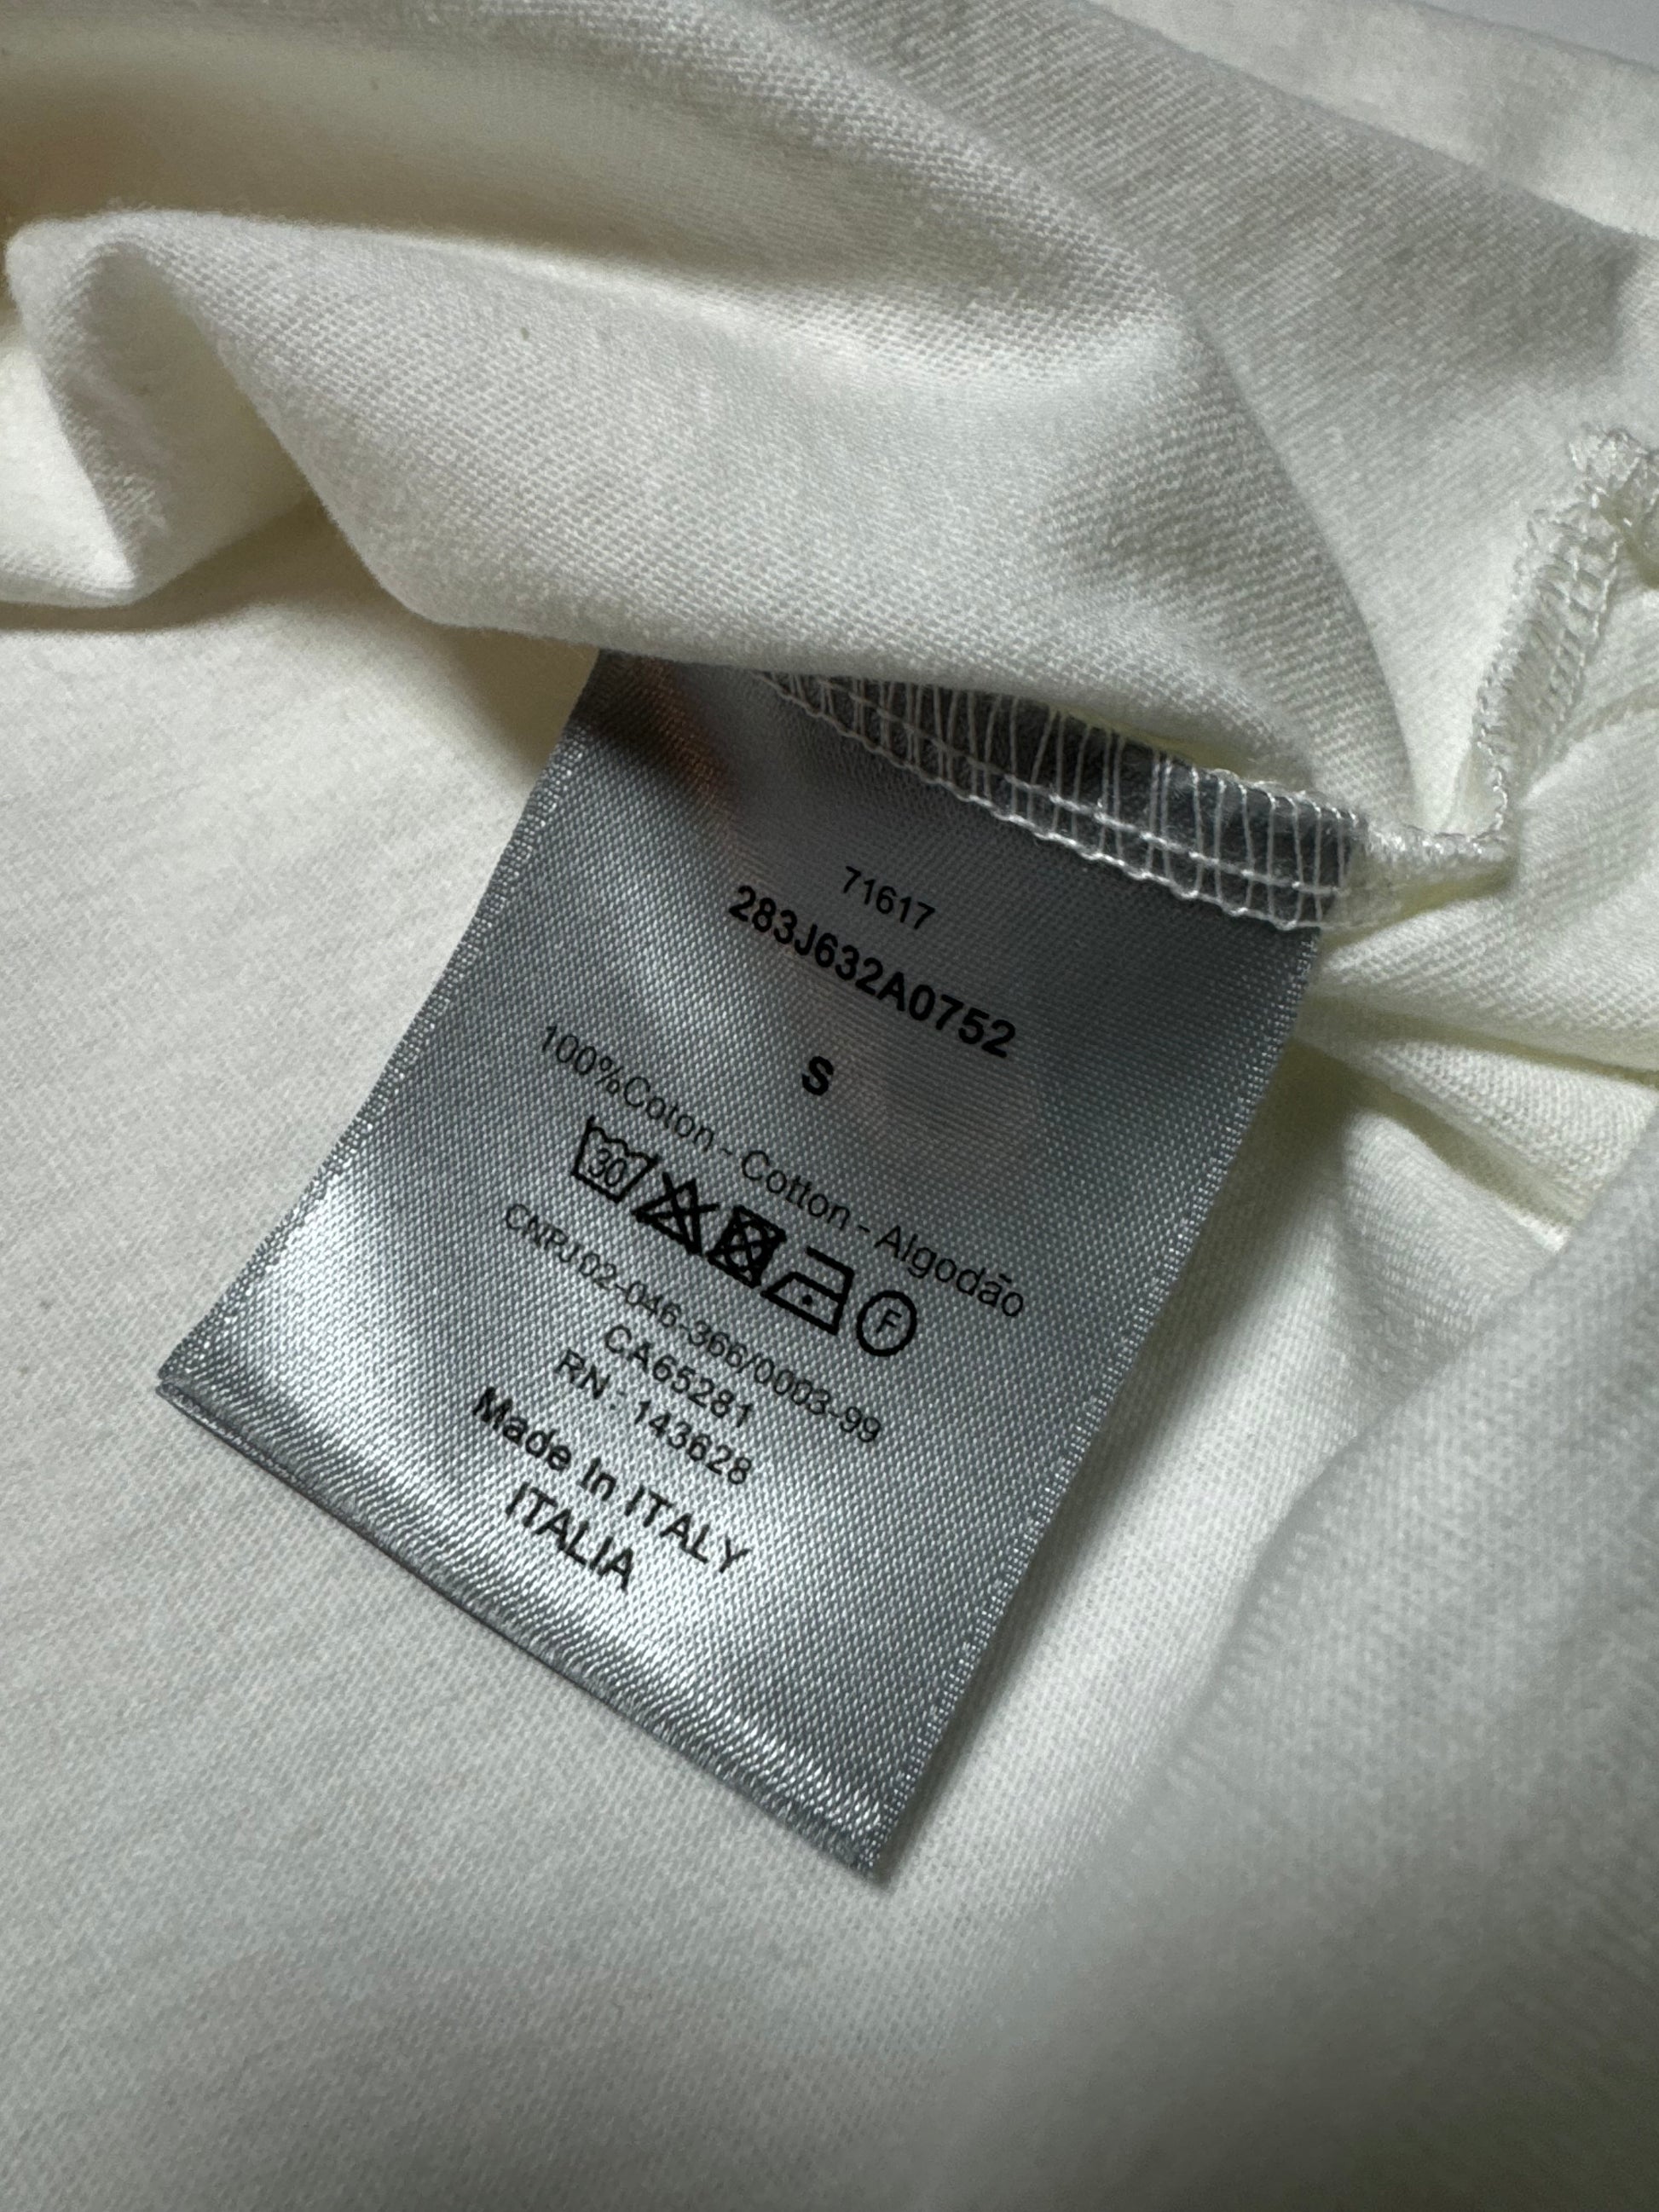 71617
283J632A0752
S
100%Coton - Cotton - Algodão
30 F
CNPJ 02-046-366/0003-99
CA65281
RN : 143628
Made In ITALY
ITALIA